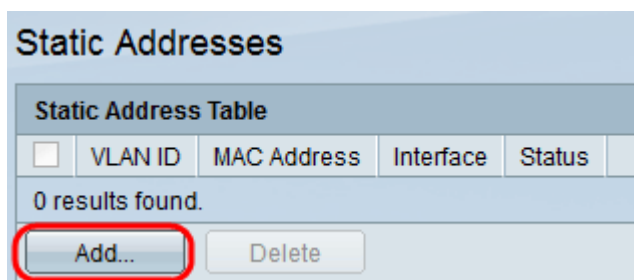 Static Addresses
Static Address Table
VLAN ID MAC Address Interface Status
0 results found.
Add... Delete